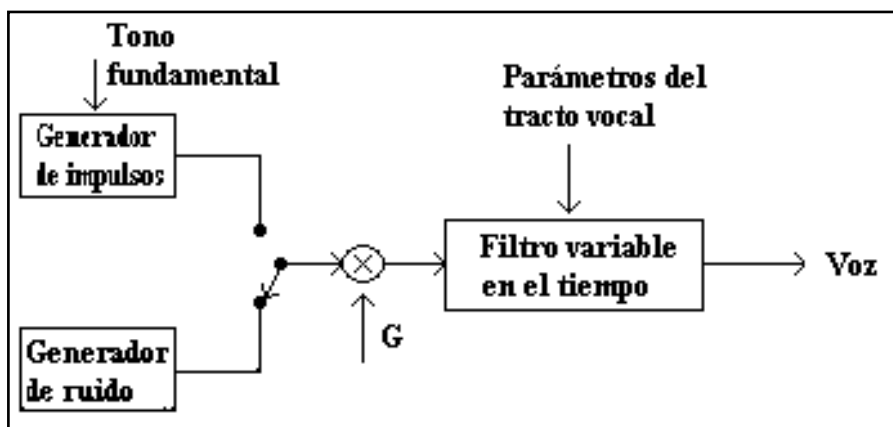 Tono
fundamental
Generador
de impulsos
Parámetros del
tracto vocal
Filtro variable
en el tiempo
Voz
G
Generador
de ruido